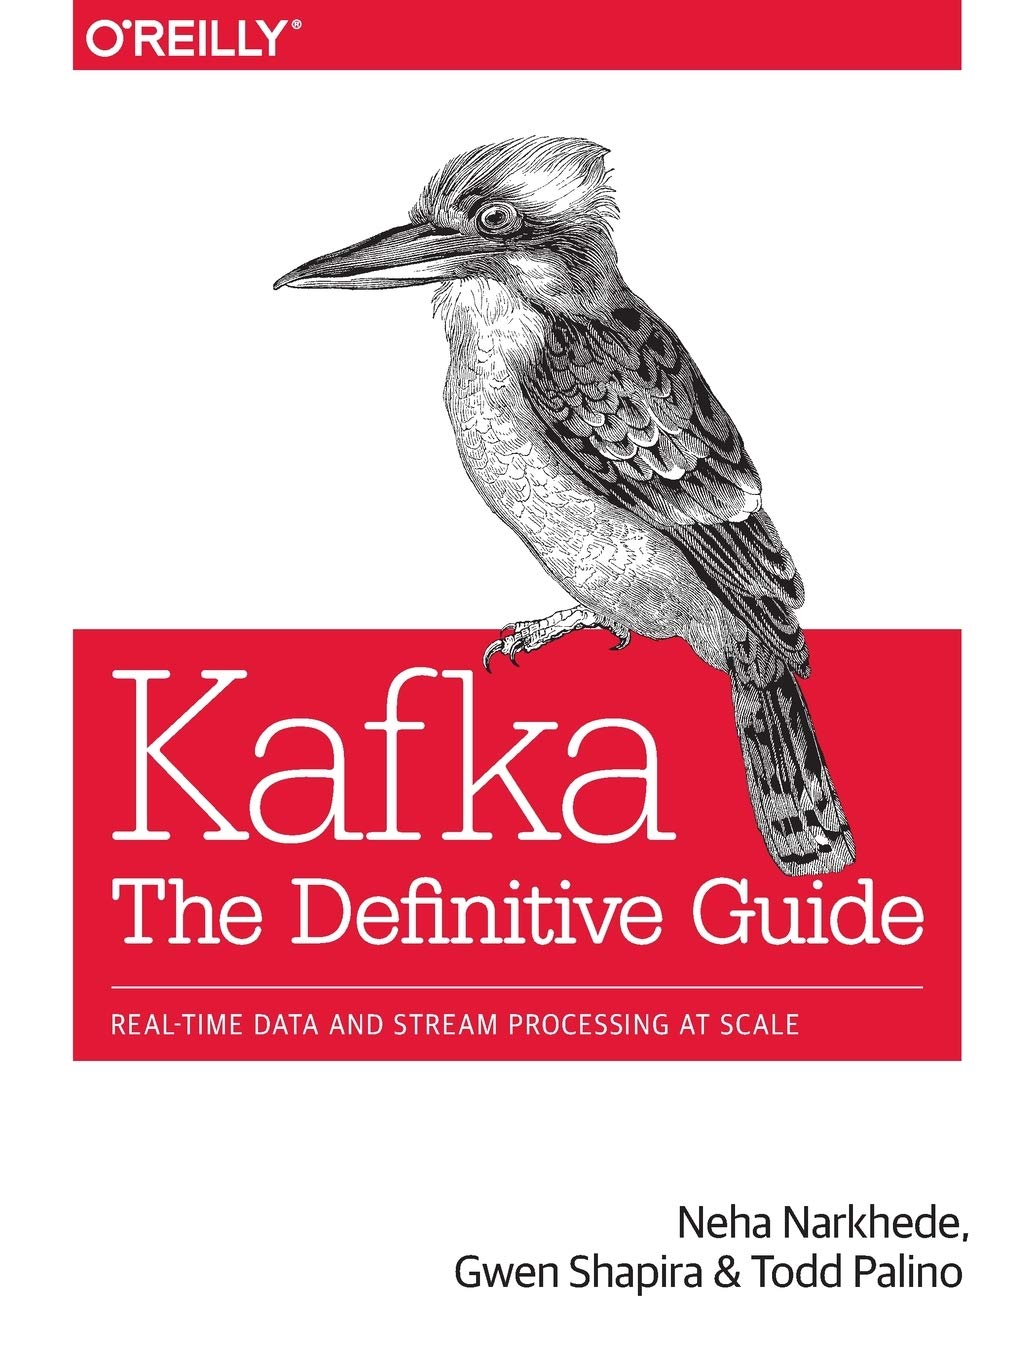 O'REILLY®
Kafka
The Definitive Guide
REAL-TIME DATA AND STREAM PROCESSING AT SCALE
Neha Narkhede,
Gwen Shapira & Todd Palino